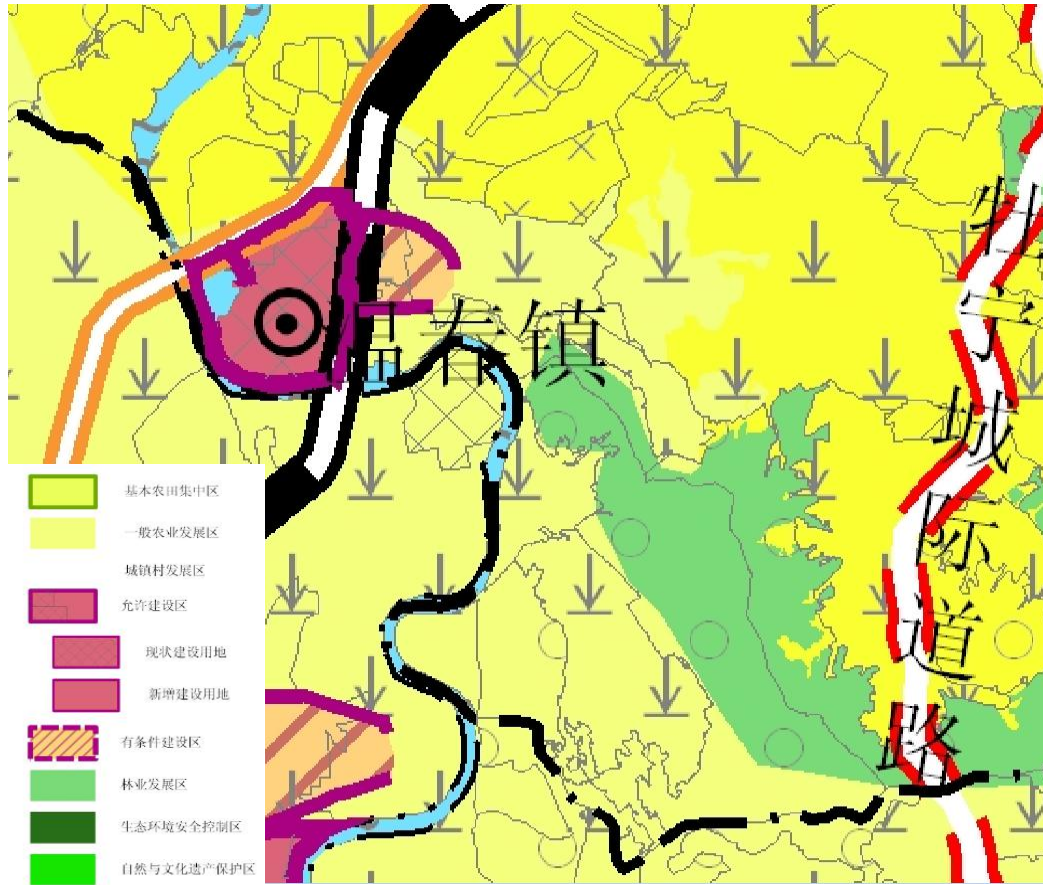 温春镇
牡宁城际道路
基本农田集中区
一般农业发展区
城镇村发展区
允许建设区
现状建设用地
新增建设用地
有条件建设区
林业发展区
生态环境安全控制区
自然与文化遗产保护区